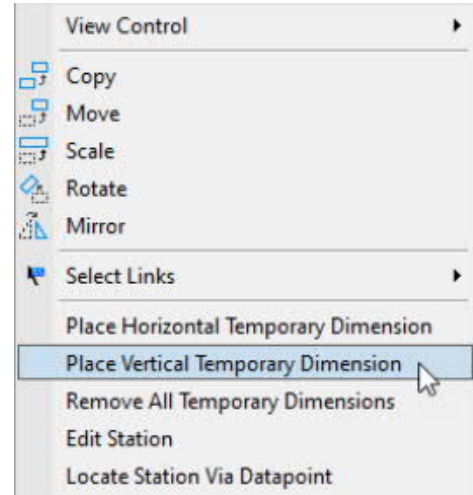 View Control
Copy
Move
Scale
Rotate
Mirror
Select Links
Place Horizontal Temporary Dimension
Place Vertical Temporary Dimension
Remove All Temporary Dimensions
Edit Station
Locate Station Via Datapoint